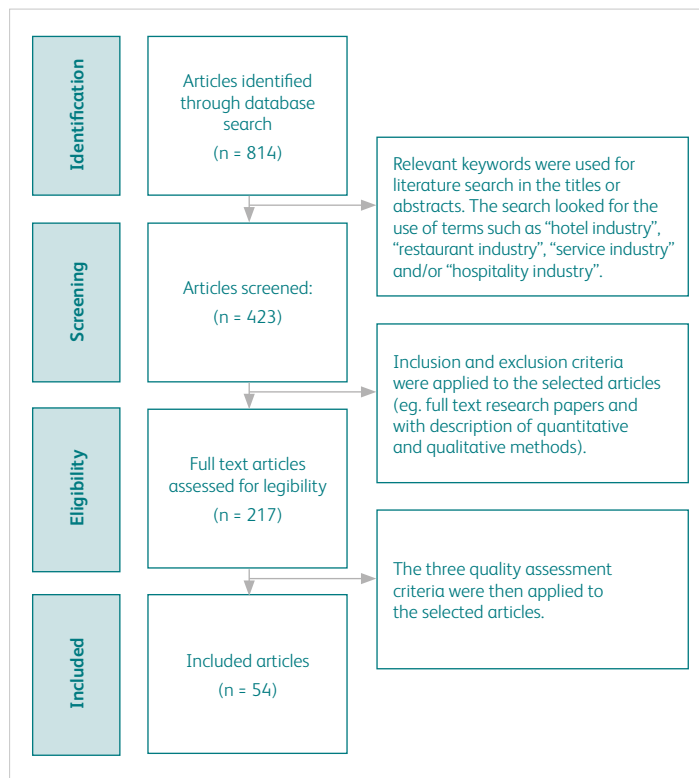 Identification
Articles identified
through database
search
(n = 814)
Relevant keywords were used for
literature search in the titles or
abstracts. The search looked for the
use of terms such as “hotel industry”,
“restaurant industry”, “service industry”
and/or “hospitality industry”.
Screening
Articles screened:
(n = 423)
Inclusion and exclusion criteria
were applied to the selected articles
(eg. full text research papers and
with description of quantitative
and qualitative methods).
Eligibility
Full text articles
assessed for legibility
(n = 217)
The three quality assessment
criteria were then applied to
the selected articles.
Included
Included articles
(n = 54)